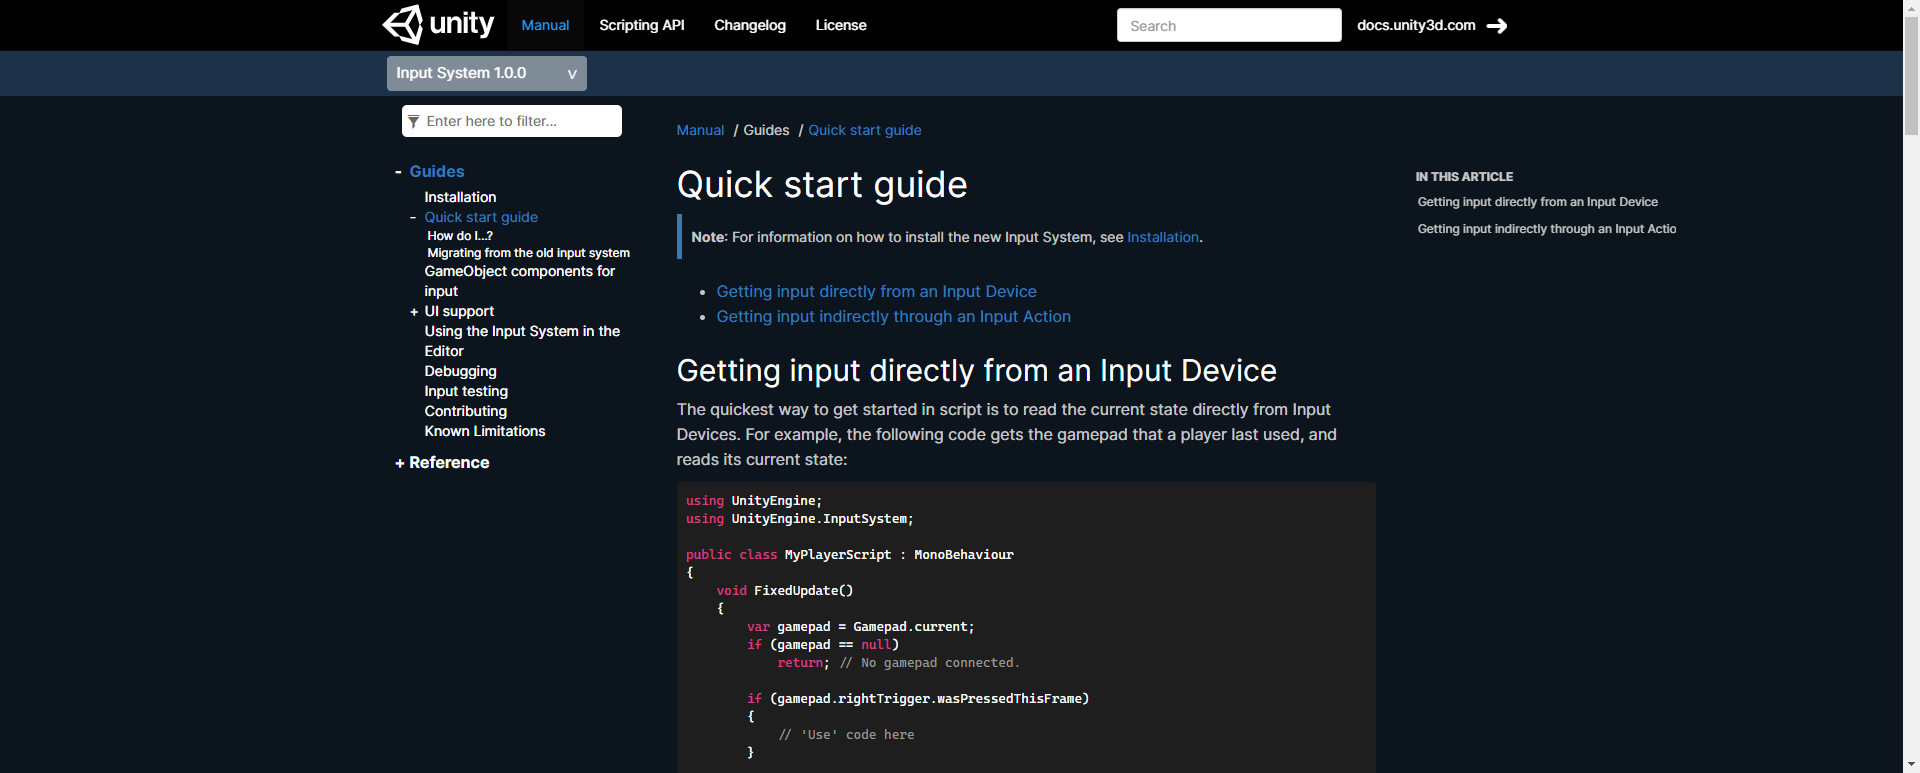 unity
Manual
Scripting API
Changelog
License
Search
docs.unity3d.com
Input System 1.0.0
v
Enter here to filter...
- Guides
Installation
- Quick start guide
How do I...?
Migrating from the old input system
GameObject components for
input
+ UI support
Using the Input System in the
Editor
Debugging
Input testing
Contributing
Known Limitations
+ Reference
Manual / Guides / Quick start guide
Quick start guide
Note: For information on how to install the new Input System, see Installation.
• Getting input directly from an Input Device
• Getting input indirectly through an Input Action
Getting input directly from an Input Device
The quickest way to get started in script is to read the current state directly from Input
Devices. For example, the following code gets the gamepad that a player last used, and
reads its current state:
using UnityEngine;
using UnityEngine.InputSystem;
public class MyPlayerScript : MonoBehaviour
{
    void FixedUpdate()
    {
        var gamepad = Gamepad.current;
        if (gamepad == null)
            return; // No gamepad connected.
        if (gamepad.rightTrigger.wasPressedThisFrame)
        {
            // 'Use' code here
        }
IN THIS ARTICLE
Getting input directly from an Input Device
Getting input indirectly through an Input Actio